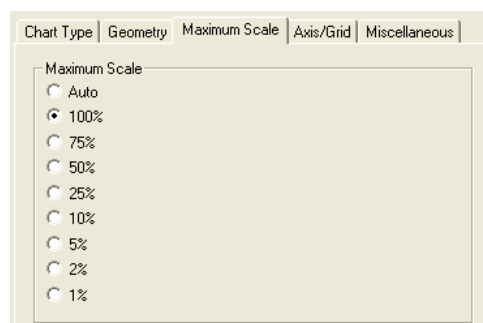 Chart Type Geometry Maximum Scale Axis/Grid Miscellaneous
Maximum Scale
Auto
100%
75%
50%
25%
10%
5%
2%
1%